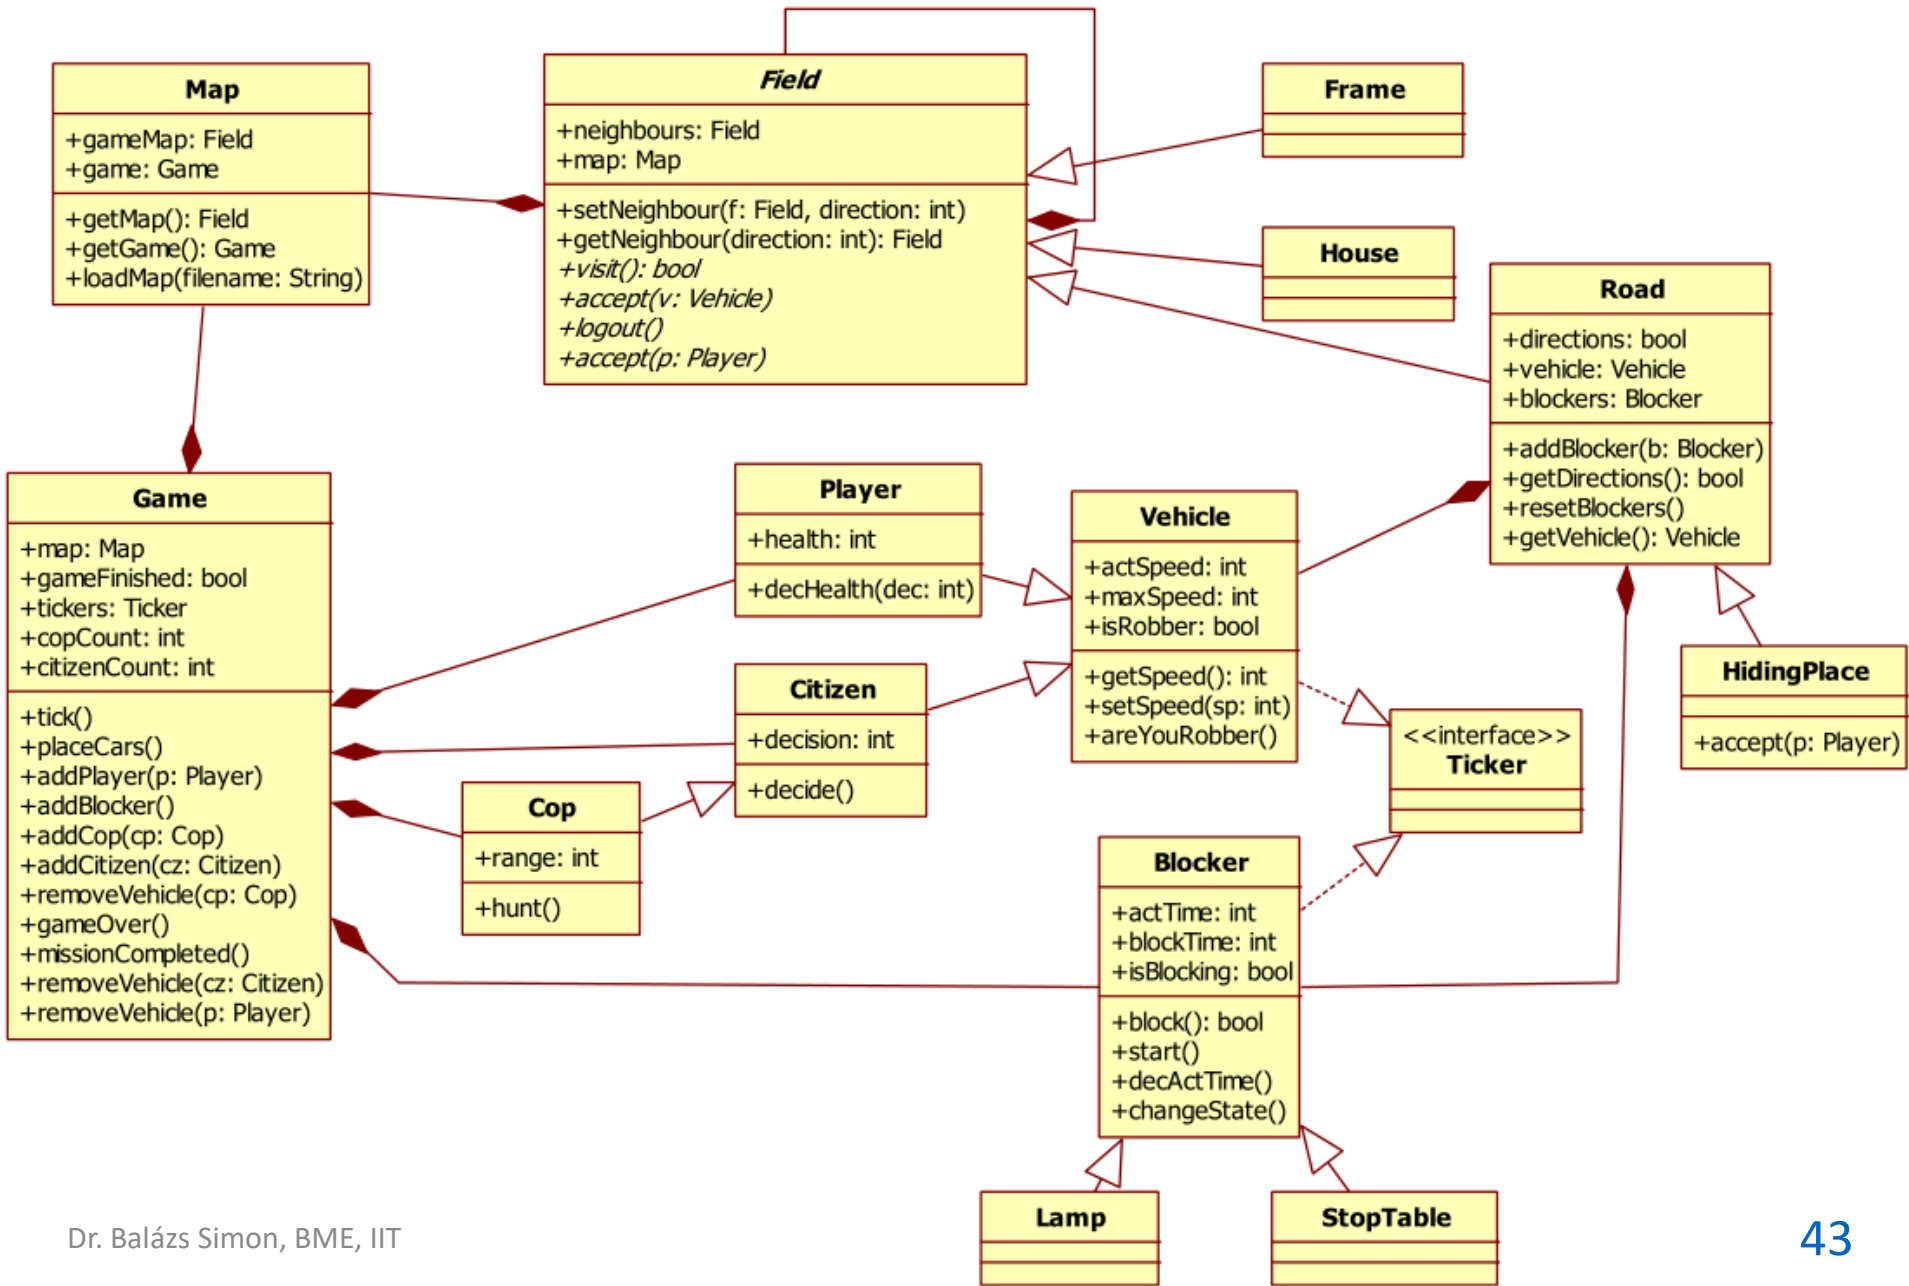 Map
+gameMap: Field
+game: Game
+getMap(): Field
+getGame(): Game
+loadMap(filename: String)
Field
+neighbours: Field
+map: Map
+setNeighbour(f: Field, direction: int)
+getNeighbour(direction: int): Field
+visit(): bool
+accept(v: Vehicle)
+logout()
+accept(p: Player)
Frame
House
Road
+directions: bool
+vehicle: Vehicle
+blockers: Blocker
+addBlocker(b: Blocker)
+getDirections(): bool
+resetBlockers()
+getVehicle(): Vehicle
Game
+map: Map
+gameFinished: bool
+tickers: Ticker
+copCount: int
+citizenCount: int
+tick()
+placeCars()
+addPlayer(p: Player)
+addBlocker()
+addCop(cp: Cop)
+addCitizen(cz: Citizen)
+removeVehicle(cp: Cop)
+gameOver()
+missionCompleted()
+removeVehicle(cz: Citizen)
+removeVehicle(p: Player)
Player
+health: int
+decHealth(dec: int)
Citizen
+decision: int
+decide()
Cop
+range: int
+hunt()
Vehicle
+actSpeed: int
+maxSpeed: int
+isRobber: bool
+getSpeed(): int
+setSpeed(sp: int)
+areYouRobber()
<<interface>>
Ticker
HidingPlace
+accept(p: Player)
Blocker
+actTime: int
+blockTime: int
+isBlocking: bool
+block(): bool
+start()
+decActTime()
+changeState()
Lamp
StopTable
Dr. Balázs Simon, BME, IIT
43